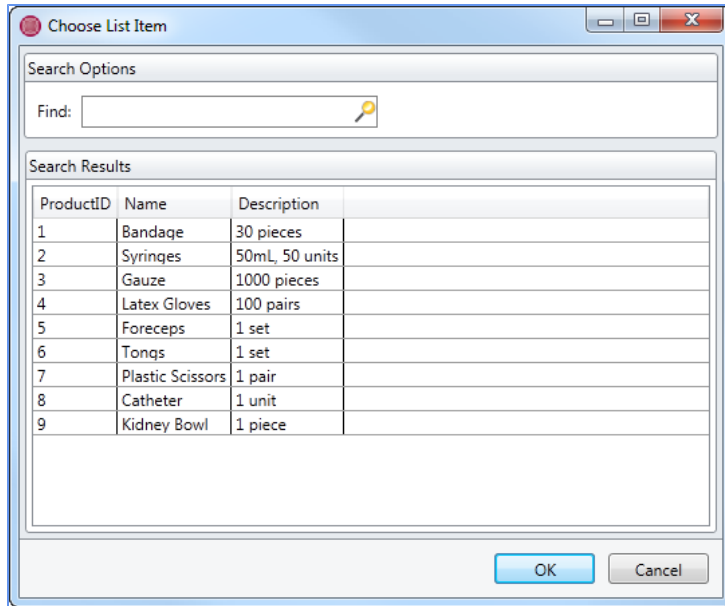 Choose List Item
Search Options
Find:
Search Results
ProductID Name Description
1 Bandage 30 pieces
2 Syringes 50mL, 50 units
3 Gauze 1000 pieces
4 Latex Gloves 100 pairs
5 Foreceps 1 set
6 Tongs 1 set
7 Plastic Scissors 1 pair
8 Catheter 1 unit
9 Kidney Bowl 1 piece
OK Cancel